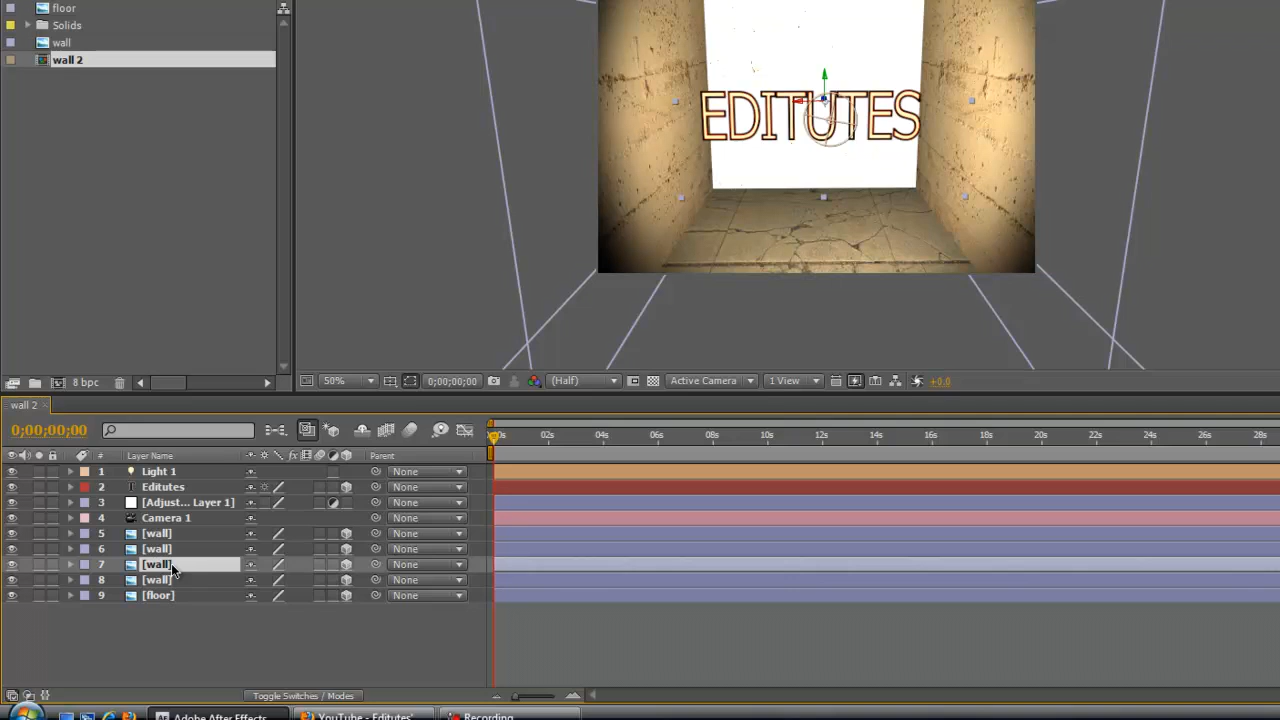 floor
Solids
wall
wall 2
EDITUTES
8 bpc
50%
0;00;00;00
(Half)
Active Camera
1 View
+0.0
wall 2
0;00;00;00
# Layer Name Parent
00s 02s 04s 06s 08s 10s 12s 14s 16s 18s 20s 22s 24s 26s 28s
1 Light 1 None
2 Editutes None
3 [Adjust... Layer 1] None
4 Camera 1 None
5 [wall] None
6 [wall] None
7 [wall] None
8 [wall] None
9 [floor] None
Toggle Switches / Modes
AE Adobe After Effects
YouTube - Editutes'
Recording